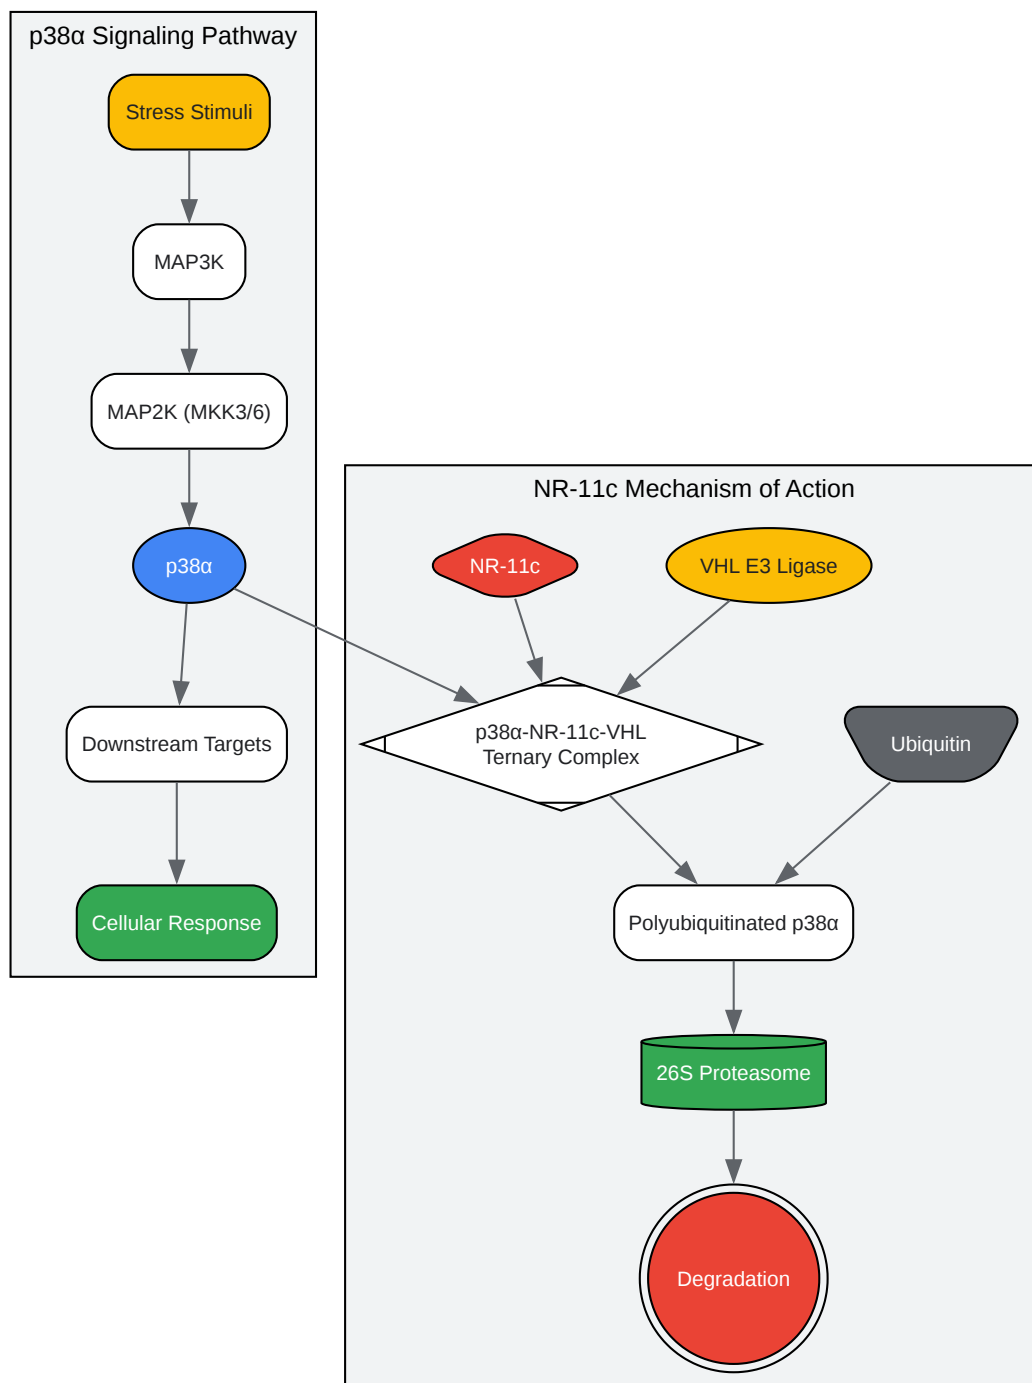 p38α Signaling Pathway
Stress Stimuli
MAP3K
MAP2K (MKK3/6)
p38α
Downstream Targets
Cellular Response
NR-11c Mechanism of Action
NR-11c
VHL E3 Ligase
p38α-NR-11c-VHL
Ternary Complex
Ubiquitin
Polyubiquitinated p38α
26S Proteasome
Degradation